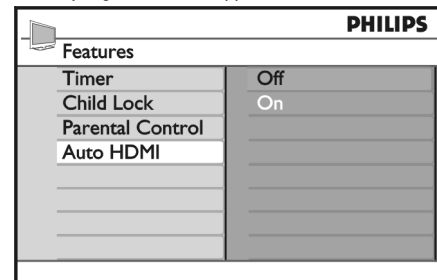 PHILIPS
Features
Timer
Off
Child Lock
On
Parental Control
Auto HDMI